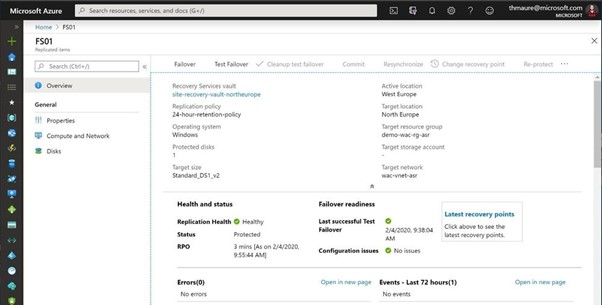 Microsoft Azure
Search resources, services, and docs (G+/)
thmaure@microsoft.com
MICROSOFT
Home > FS01
FS01
Replicated items
Failover Test Failover Cleanup test failover Commit Resynchronize Change recovery point Re-protect ...
Search (Ctrl+/)
Overview
General
Properties
Compute and Network
Disks
Recovery Services vault
site-recovery-vault-northeurope
Replication policy
24-hour-retention-policy
Operating system
Windows
Protected disks
1
Target size
Standard_DS1_v2
Active location
West Europe
Target location
North Europe
Target resource group
demo-wac-rg-asr
Target storage account
-
Target network
wac-vnet-asr
Health and status
Replication Health Healthy
Status Protected
RPO 3 mins [As on 2/4/2020,
9:55:44 AM]
Failover readiness
Last successful Test
Failover
2/4/2020, 9:38:04
AM
Configuration issues No issues
Latest recovery points
Click above to see the
latest recovery points.
Errors(0) Open in new page
No errors
Events - Last 72 hours(1) Open in new page
No events